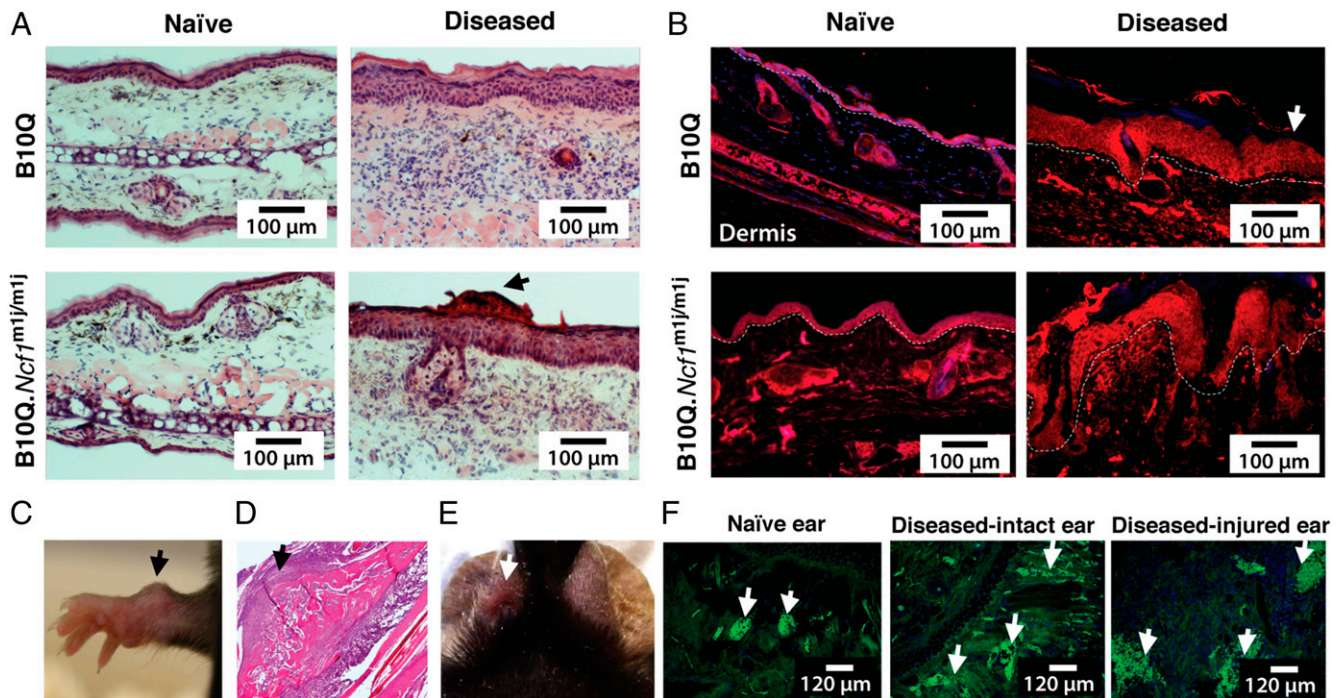 A
Naïve
Diseased
B
Naïve
Diseased
B10Q
100 µm
100 µm
B10Q
Dermis
100 µm
100 µm
B10Q.Ncf1m1j/m1j
100 µm
100 µm
B10Q.Ncf1m1j/m1j
100 µm
100 µm
C
D
E
F
Naïve ear
Diseased-intact ear
Diseased-injured ear
120 µm
120 µm
120 µm